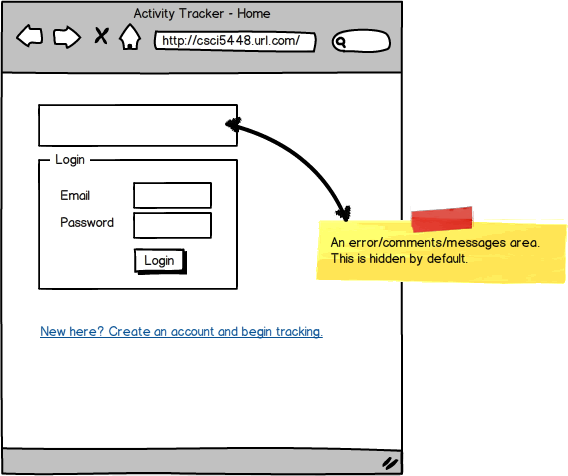 Activity Tracker - Home
http://csci5448.url.com/
Login
Email
Password
Login
An error/comments/messages area.
This is hidden by default.
New here? Create an account and begin tracking.